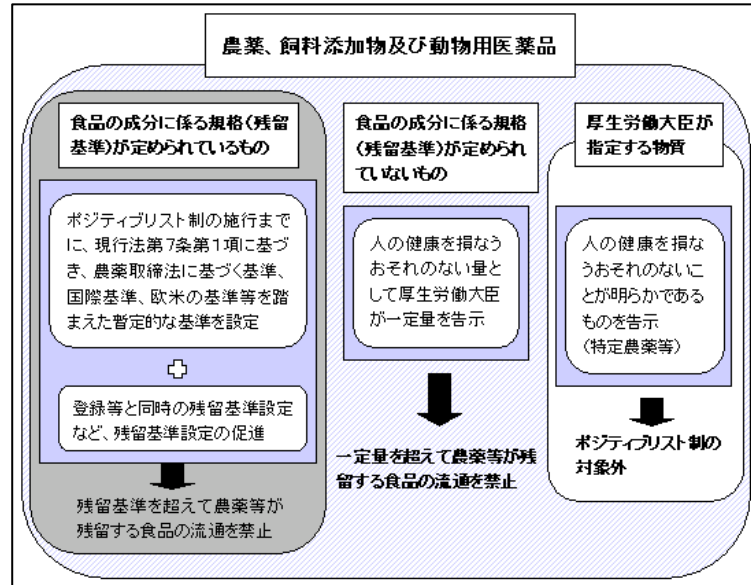 農薬、飼料添加物及び動物用医薬品
食品の成分に係る規格(残留
基準)が定められているもの
ポジティブリスト制の施行まで
に、現行法第7条第1項に基づ
き、農薬取締法に基づく基準、
国際基準、欧米の基準等を踏
まえた暫定的な基準を設定
登録等と同時の残留基準設定
など、残留基準設定の促進
残留基準を超えて農薬等が
残留する食品の流通を禁止
食品の成分に係る規格
(残留基準)が定められ
ていないもの
人の健康を損なう
おそれのない量と
して厚生労働大臣
が一定量を告示
一定量を超えて農薬等が残
留する食品の流通を禁止
厚生労働大臣が
指定する物質
人の健康を損な
うおそれのないこ
とが明らかである
ものを告示
(特定農薬等)
ポジティブリスト制の
対象外